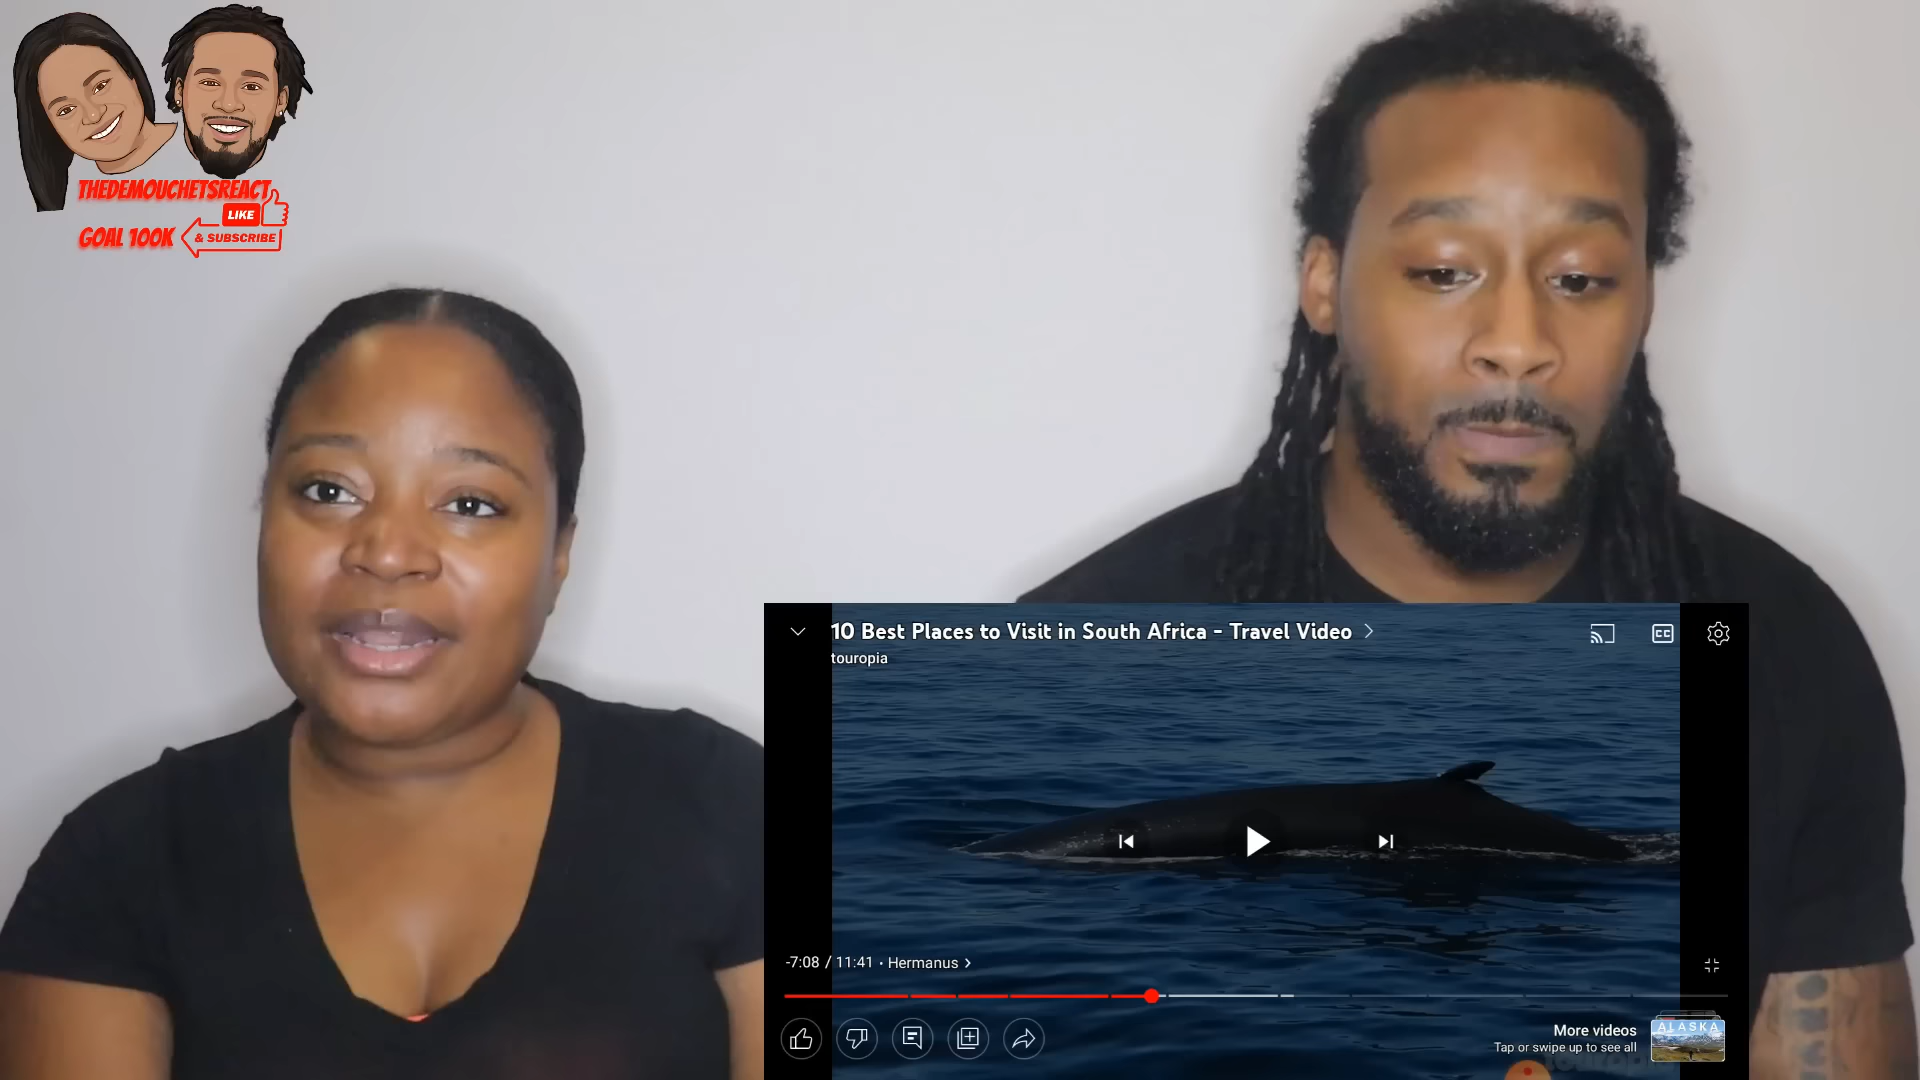 THEDEMOUCHETSREACT
LIKE
GOAL 100K
& SUBSCRIBE
10 Best Places to Visit in South Africa - Travel Video
CC
touropia
-7:08 / 11:41 • Hermanus
More videos
Tap or swipe up to see all
ALASKA